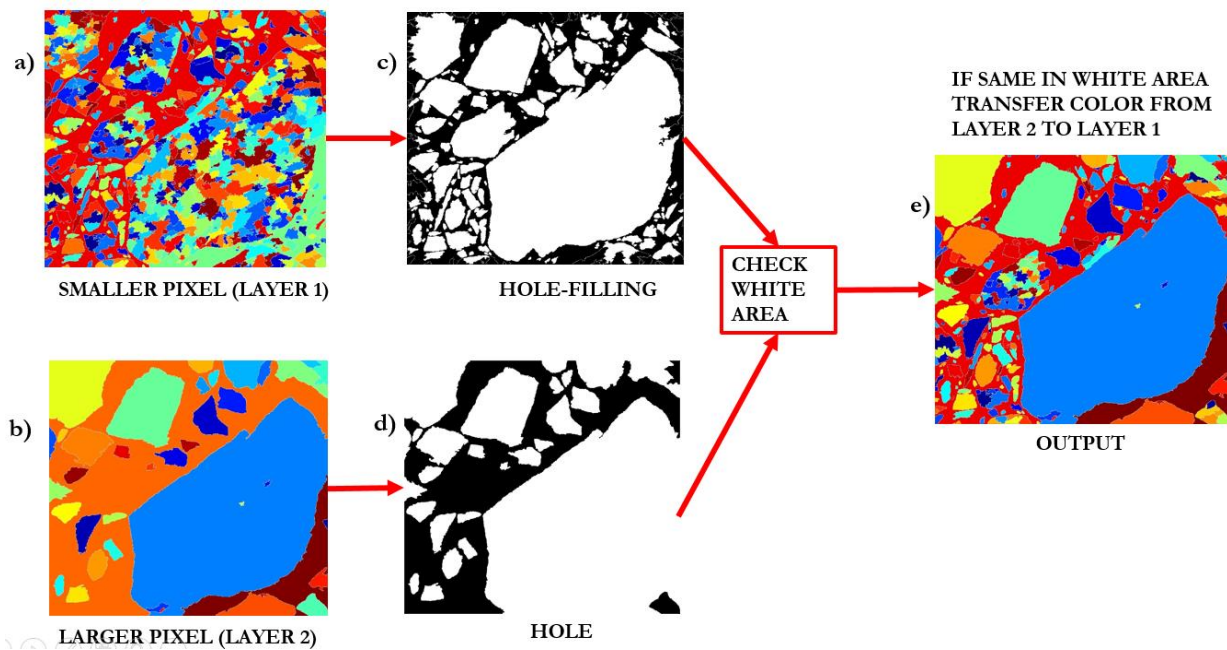 a)
c)
IF SAME IN WHITE AREA
TRANSFER COLOR FROM
LAYER 2 TO LAYER 1
e)
SMALLER PIXEL (LAYER 1)
HOLE-FILLING
CHECK
WHITE
AREA
b)
d)
OUTPUT
LARGER PIXEL (LAYER 2)
HOLE